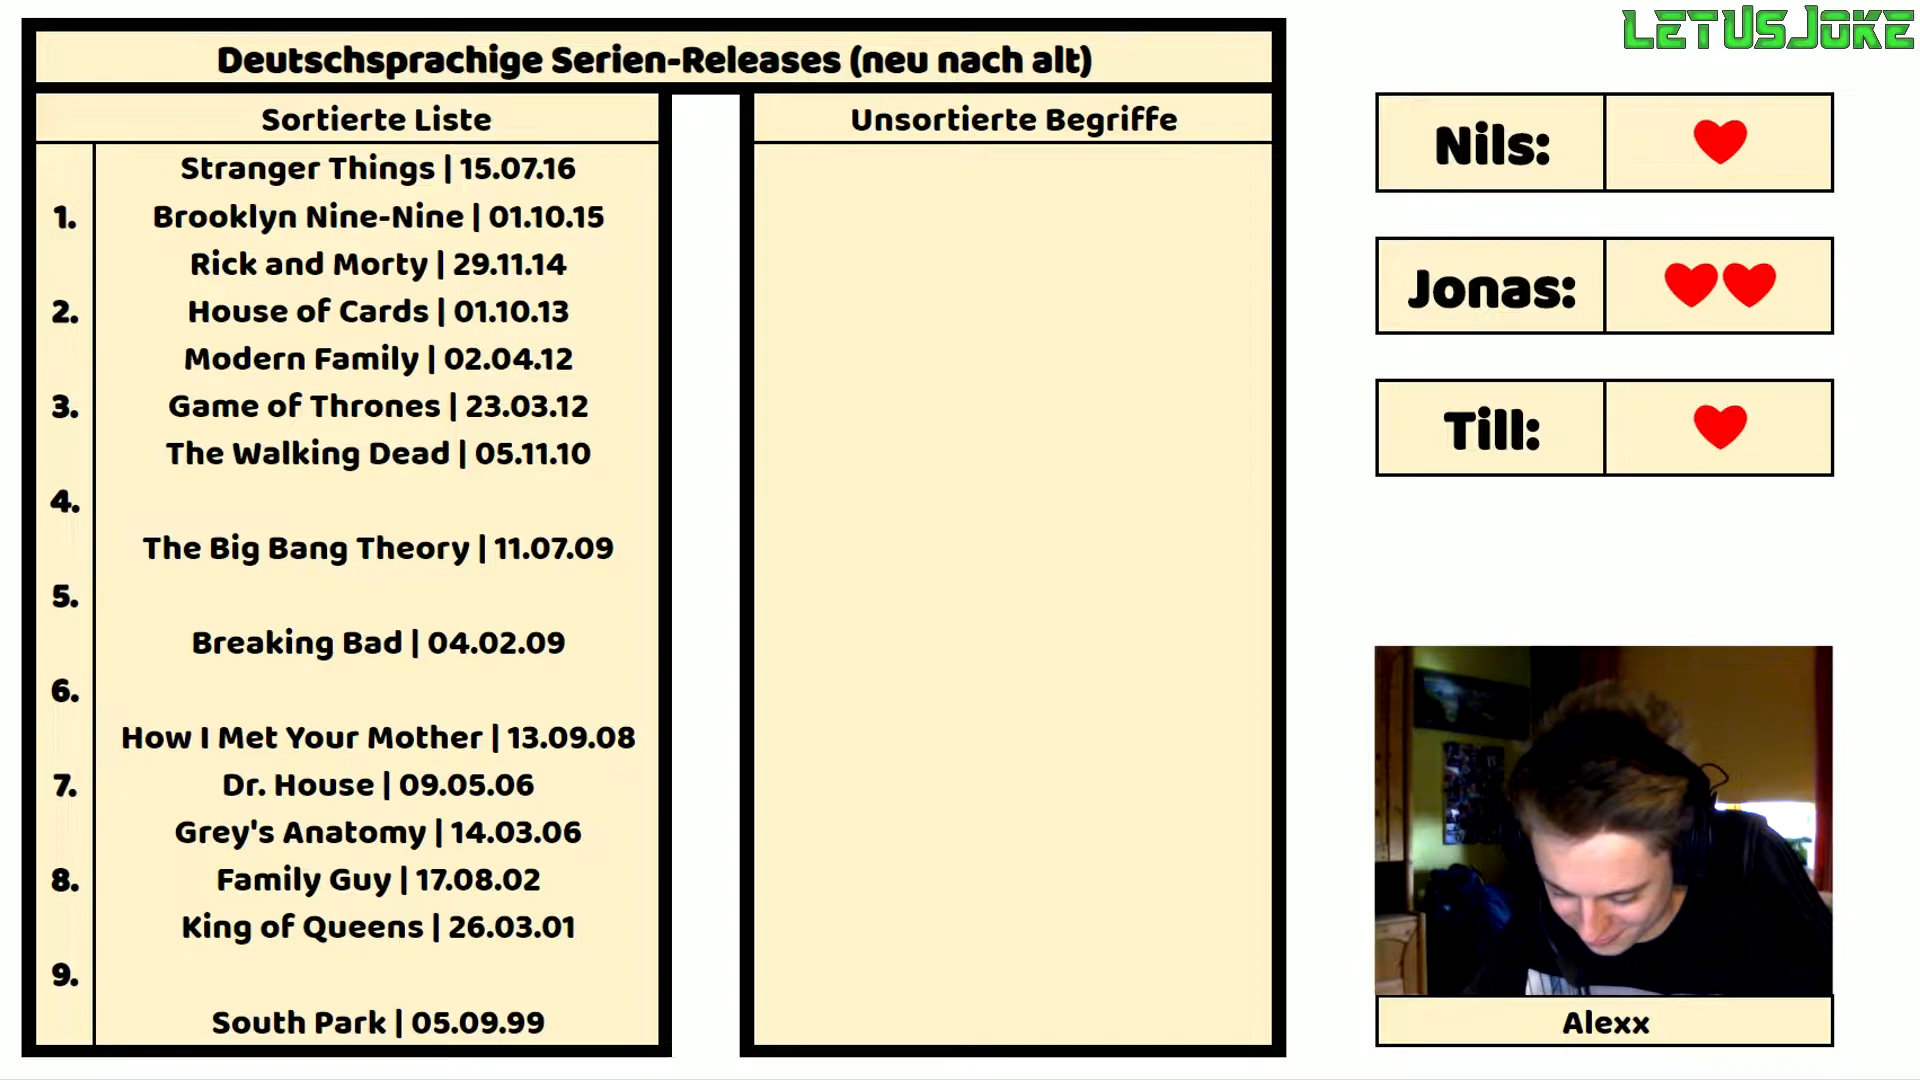 LETUSJOKE
Deutschsprachige Serien-Releases (neu nach alt)
Sortierte Liste
Stranger Things | 15.07.16
1. Brooklyn Nine-Nine | 01.10.15
Rick and Morty | 29.11.14
2. House of Cards | 01.10.13
Modern Family | 02.04.12
3. Game of Thrones | 23.03.12
The Walking Dead | 05.11.10
4.
The Big Bang Theory | 11.07.09
5.
Breaking Bad | 04.02.09
6.
How I Met Your Mother | 13.09.08
7. Dr. House | 09.05.06
Grey's Anatomy | 14.03.06
8. Family Guy | 17.08.02
King of Queens | 26.03.01
9.
South Park | 05.09.99
Unsortierte Begriffe
Nils:
Jonas:
Till:
Alexx